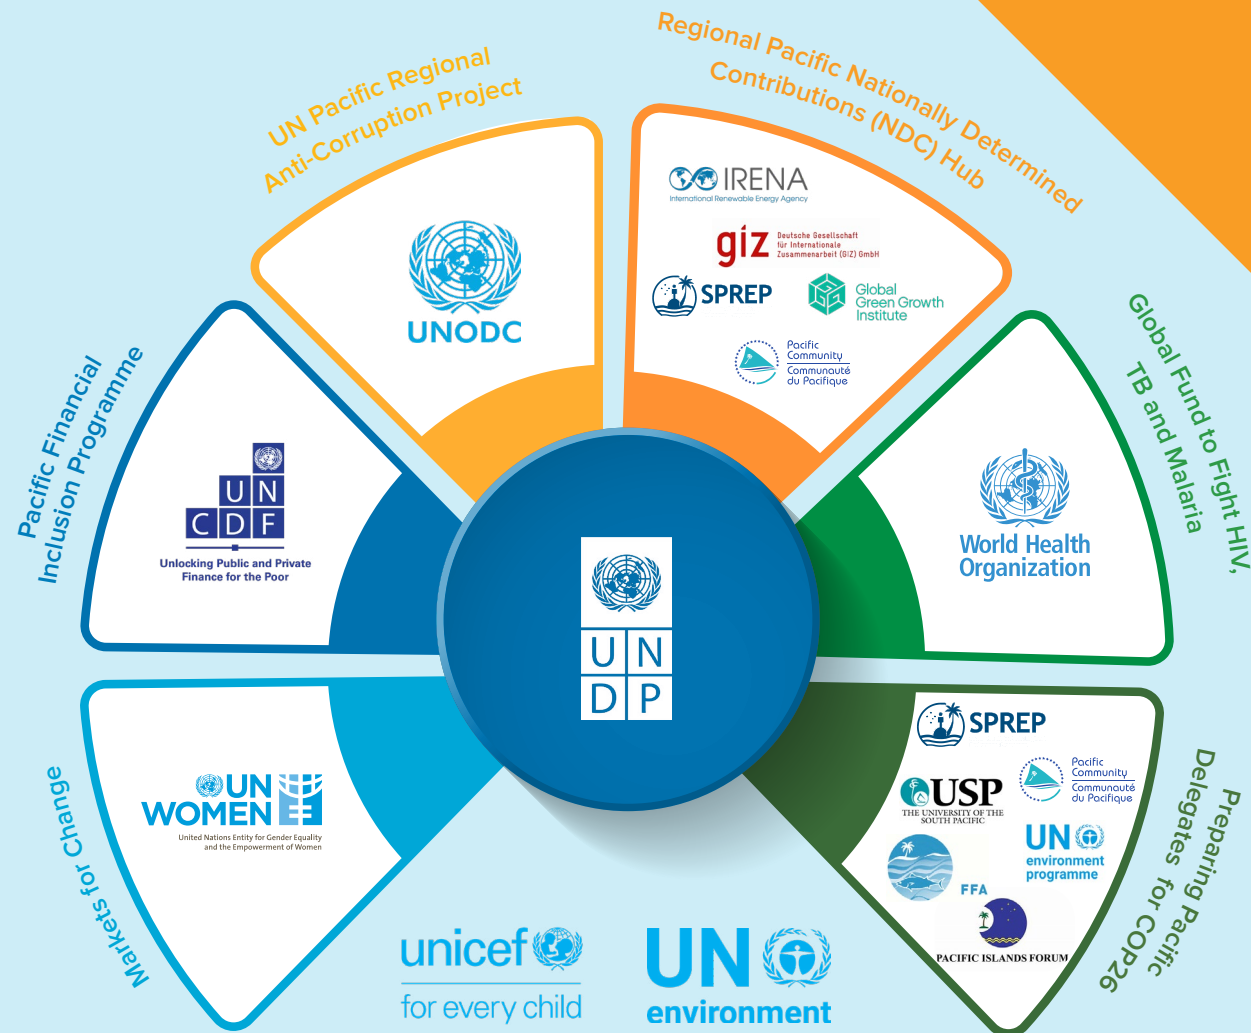 UN Pacific Regional
Anti-Corruption Project
UNODC
Regional Pacific Nationally Determined
Contributions (NDC) Hub
IRENA
International Renewable Energy Agency
giz
Deutsche Gesellschaft
für Internationale
Zusammenarbeit (GIZ) GmbH
SPREP
Global
Green Growth
Institute
Pacific
Community
Communauté
du Pacifique
Pacific Financial
Inclusion Programme
UN
CDF
Unlocking Public and Private
Finance for the Poor
Global Fund to Fight HIV,
TB and Malaria
World Health
Organization
UN
DP
Markets for Change
UN
WOMEN
United Nations Entity for Gender Equality
and the Empowerment of Women
Preparing Pacific
Delegates for COP26
SPREP
Pacific
Community
Communauté
du Pacifique
USP
THE UNIVERSITY OF THE
SOUTH PACIFIC
UN
environment
programme
FFA
PACIFIC ISLANDS FORUM
unicef
for every child
UN
environment